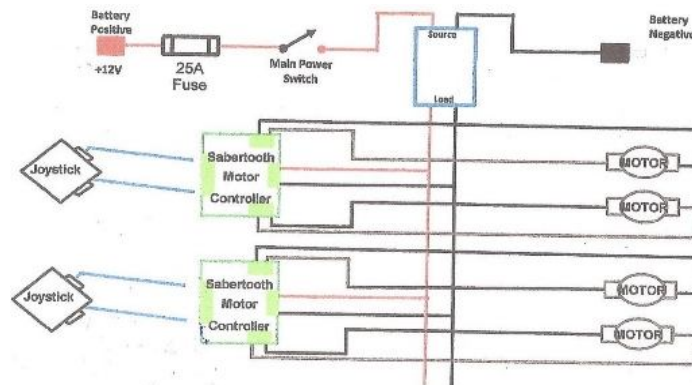 Battery
Positive
+12V
25A
Fuse
Main Power
Switch
Source
Load
Battery
Negative
Joystick
Sabertooth
Motor
Controller
MOTOR
MOTOR
Joystick
Sabertooth
Motor
Controller
MOTOR
MOTOR